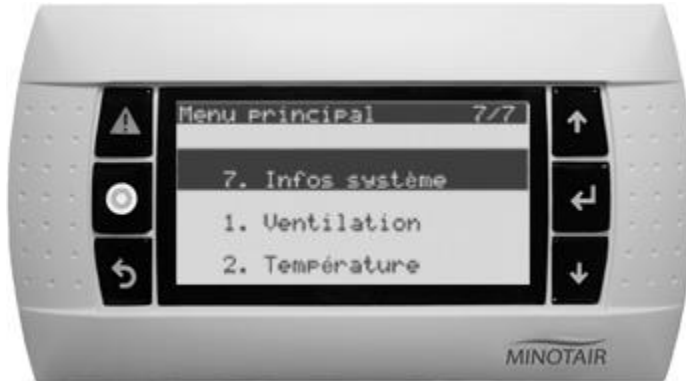 Menu principal 7/7
7. Infos système
1. Ventilation
2. Température
MINOTAIR